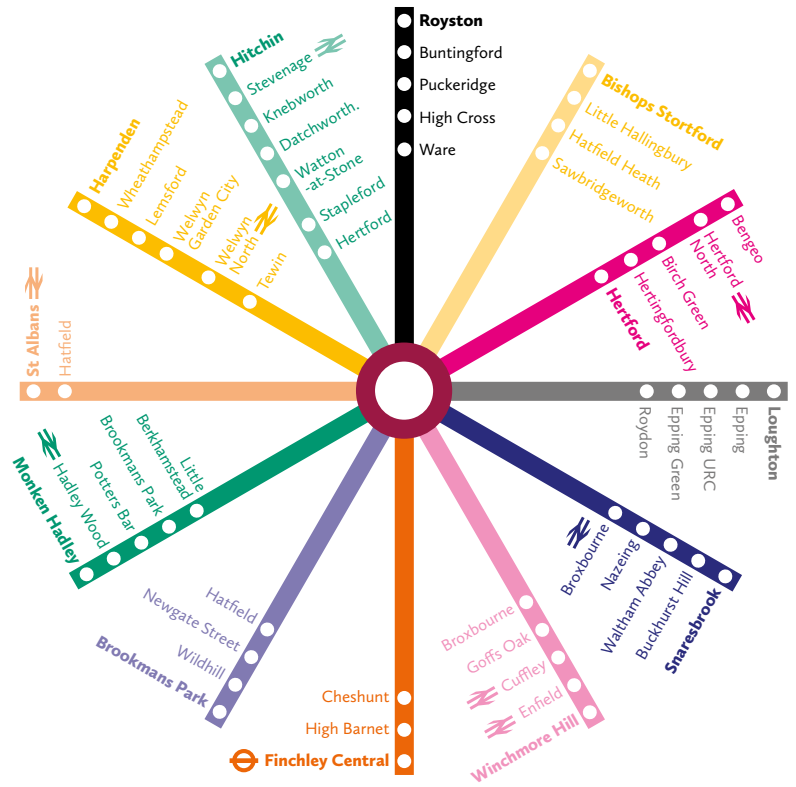 Royston
Buntingford
Puckeridge
High Cross
Ware
Bishops Stortford
Little Hallingbury
Hatfield Heath
Sawbridgeworth
Bengeo
Hertford
North
Birch Green
Hertingfordbury
Hertford
Roydon
Epping Green
Epping URC
Epping
Loughton
Broxbourne
Nazeing
Waltham Abbey
Buckhurst Hill
Snaresbrook
Broxbourne
Goffs Oak
Cuffley
Enfield
Winchmore Hill
Cheshunt
High Barnet
Finchley Central
Hatfield
Newgate Street
Wildhill
Brookmans Park
Little
Berkhamstead
Brookmans Park
Potters Bar
Hadley Wood
Monken Hadley
St Albans
Hatfield
Harpenden
Wheathampstead
Lemsford
Welwyn
Garden City
Welwyn
North
Tewin
Hitchin
Stevenage
Knebworth
Datchworth.
Watton
-at-Stone
Stapleford
Hertford